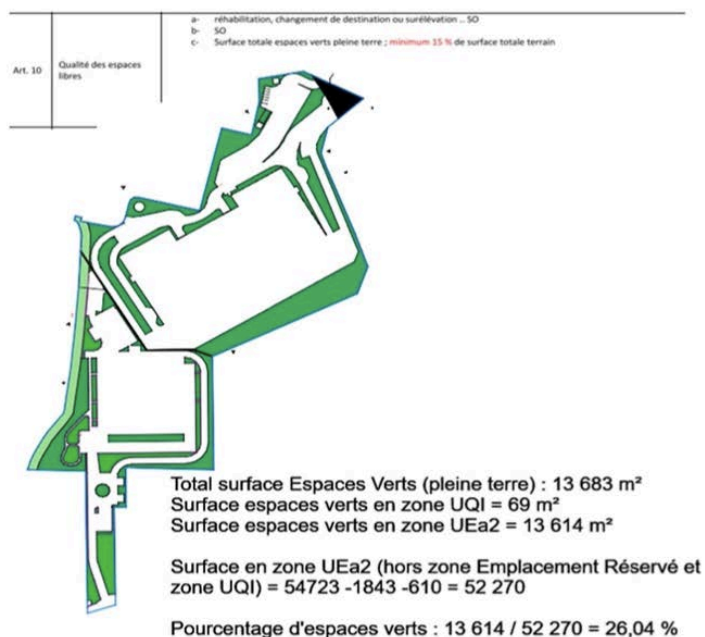 a- réhabilitation, changement de destination ou surélévation .. SO
b- SO
c- Surface totale espaces verts pleine terre ; minimum 15 % de surface totale terrain
Art. 10
Qualité des espaces
libres
Total surface Espaces Verts (pleine terre) : 13 683 m²
Surface espaces verts en zone UQI = 69 m²
Surface espaces verts en zone UEa2 = 13 614 m²
Surface en zone UEa2 (hors zone Emplacement Réservé et
zone UQI) = 54723 -1843 -610 = 52 270
Pourcentage d'espaces verts : 13 614 / 52 270 = 26,04 %